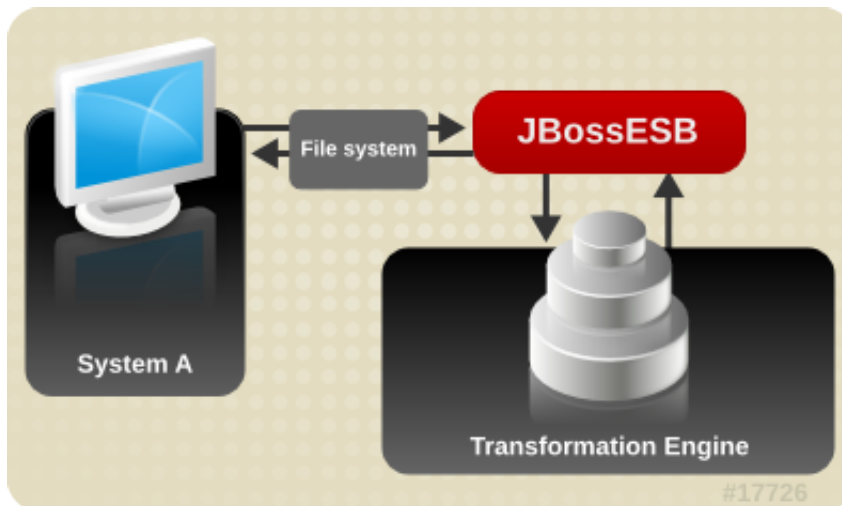 File system
JBossESB
System A
Transformation Engine
#17726